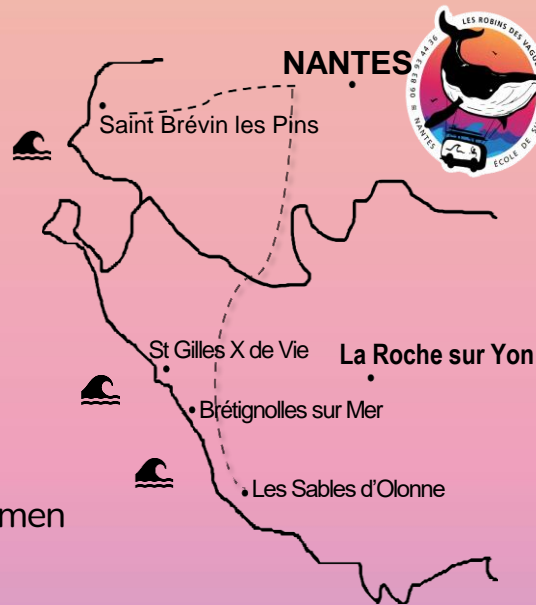 NANTES
LES ROBINS DES VAGUES
☎ 06 83 93 44 36
NANTES
ÉCOLE DE SU
Saint Brévin les Pins
St Gilles X de Vie
La Roche sur Yon
Brétignolles sur Mer
Les Sables d'Olonne
men